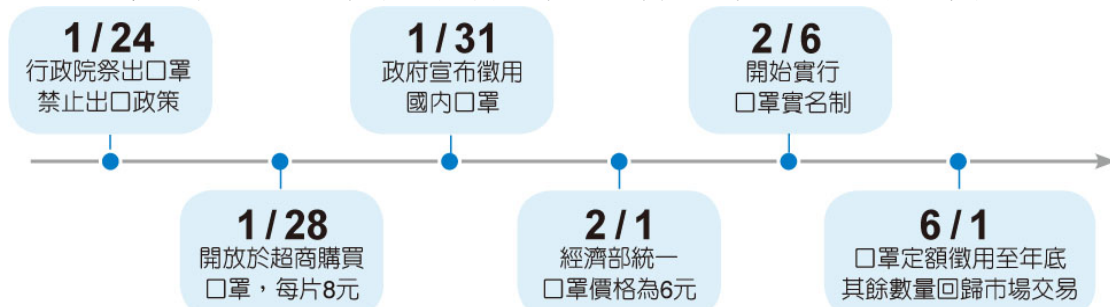 1/24
行政院祭出口罩
禁止出口政策
1/28
開放於超商購買
口罩，每片8元
1/31
政府宣布徵用
國內口罩
2/1
經濟部統一
口罩價格為6元
2/6
開始實行
口罩實名制
6/1
口罩定額徵用至年底
其餘數量回歸市場交易